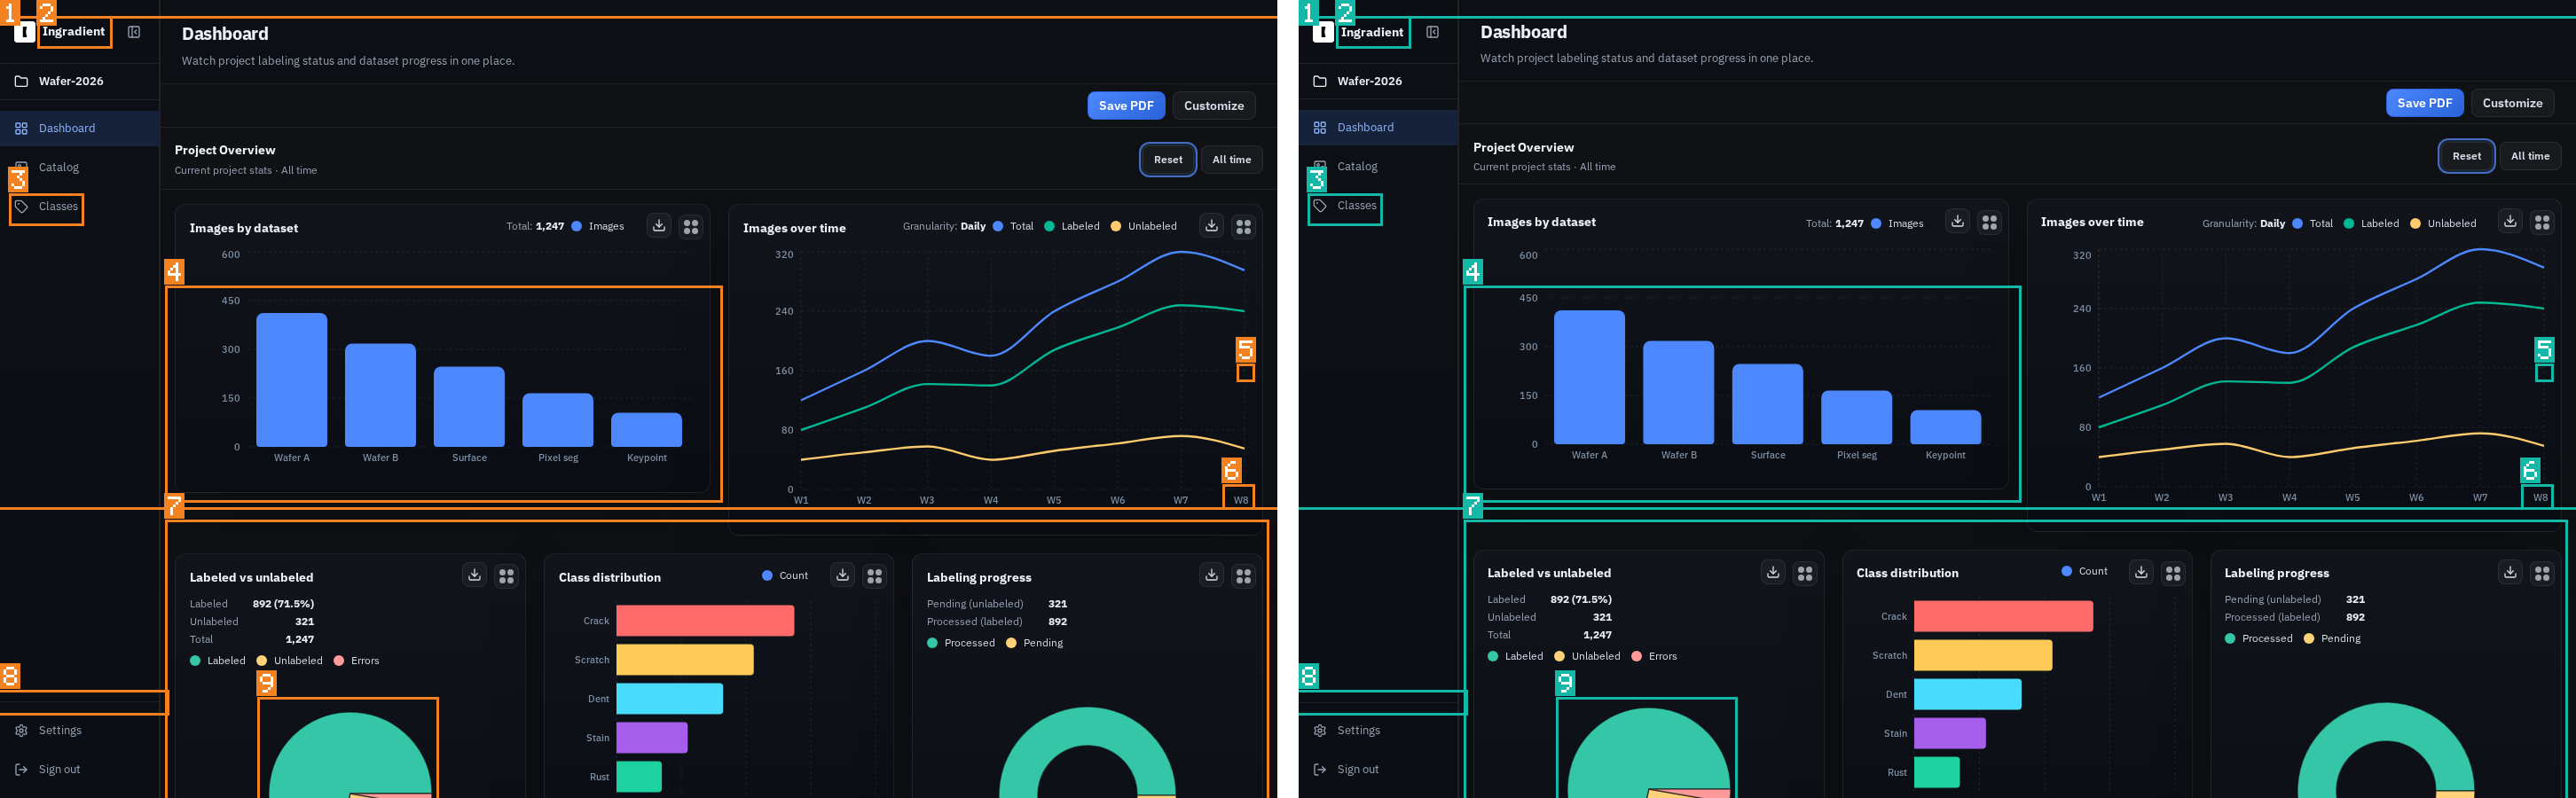 1 2
Ingradient
Dashboard
Watch project labeling status and dataset progress in one place.
Wafer-2026
Save PDF Customize
Dashboard
Project Overview
Current project stats · All time
Reset All time
Catalog
3
Classes
Images by dataset
Total: 1,247 Images
600
4
450
300
150
0
Wafer A Wafer B Surface Pixel seg Keypoint
Images over time
Granularity: Daily Total Labeled Unlabeled
320
240
5
160
80
6
0
W1 W2 W3 W4 W5 W6 W7 W8
7
Labeled vs unlabeled
Labeled 892 (71.5%)
Unlabeled 321
Total 1,247
Labeled Unlabeled Errors
9
Class distribution
Count
Crack
Scratch
Dent
Stain
Rust
Labeling progress
Pending (unlabeled) 321
Processed (labeled) 892
Processed Pending
8
Settings
Sign out
1 2
Ingradient
Dashboard
Watch project labeling status and dataset progress in one place.
Wafer-2026
Save PDF Customize
Dashboard
Project Overview
Current project stats · All time
Reset All time
Catalog
3
Classes
Images by dataset
Total: 1,247 Images
600
4
450
300
150
0
Wafer A Wafer B Surface Pixel seg Keypoint
Images over time
Granularity: Daily Total Labeled Unlabeled
320
240
5
160
80
6
0
W1 W2 W3 W4 W5 W6 W7 W8
7
Labeled vs unlabeled
Labeled 892 (71.5%)
Unlabeled 321
Total 1,247
Labeled Unlabeled Errors
9
Class distribution
Count
Crack
Scratch
Dent
Stain
Rust
Labeling progress
Pending (unlabeled) 321
Processed (labeled) 892
Processed Pending
8
Settings
Sign out